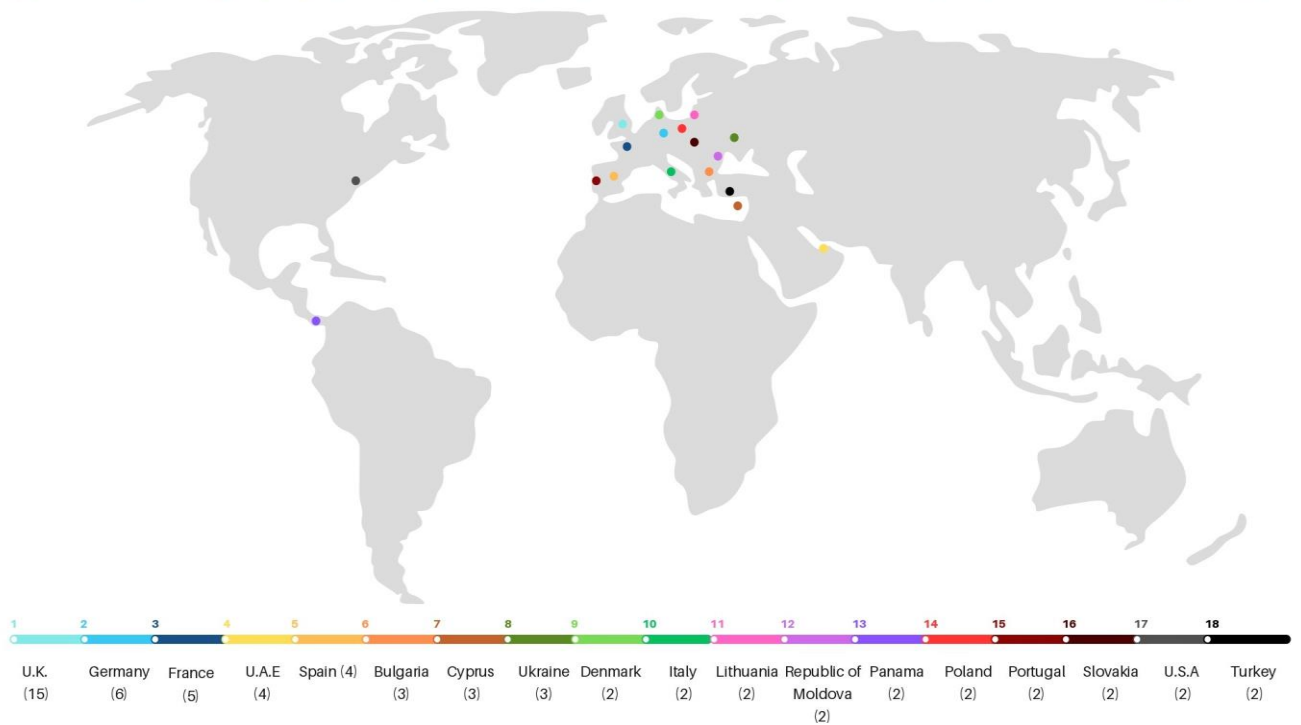 1 2 3 4 5 6 7 8 9 10 11 12 13 14 15 16 17 18
U.K. Germany France U.A.E Spain (4) Bulgaria Cyprus Ukraine Denmark Italy Lithuania Republic of Panama Poland Portugal Slovakia U.S.A Turkey
(15) (6) (5) (4) (3) (3) (3) (2) (2) (2) Moldova (2) (2) (2) (2) (2) (2)
(2)